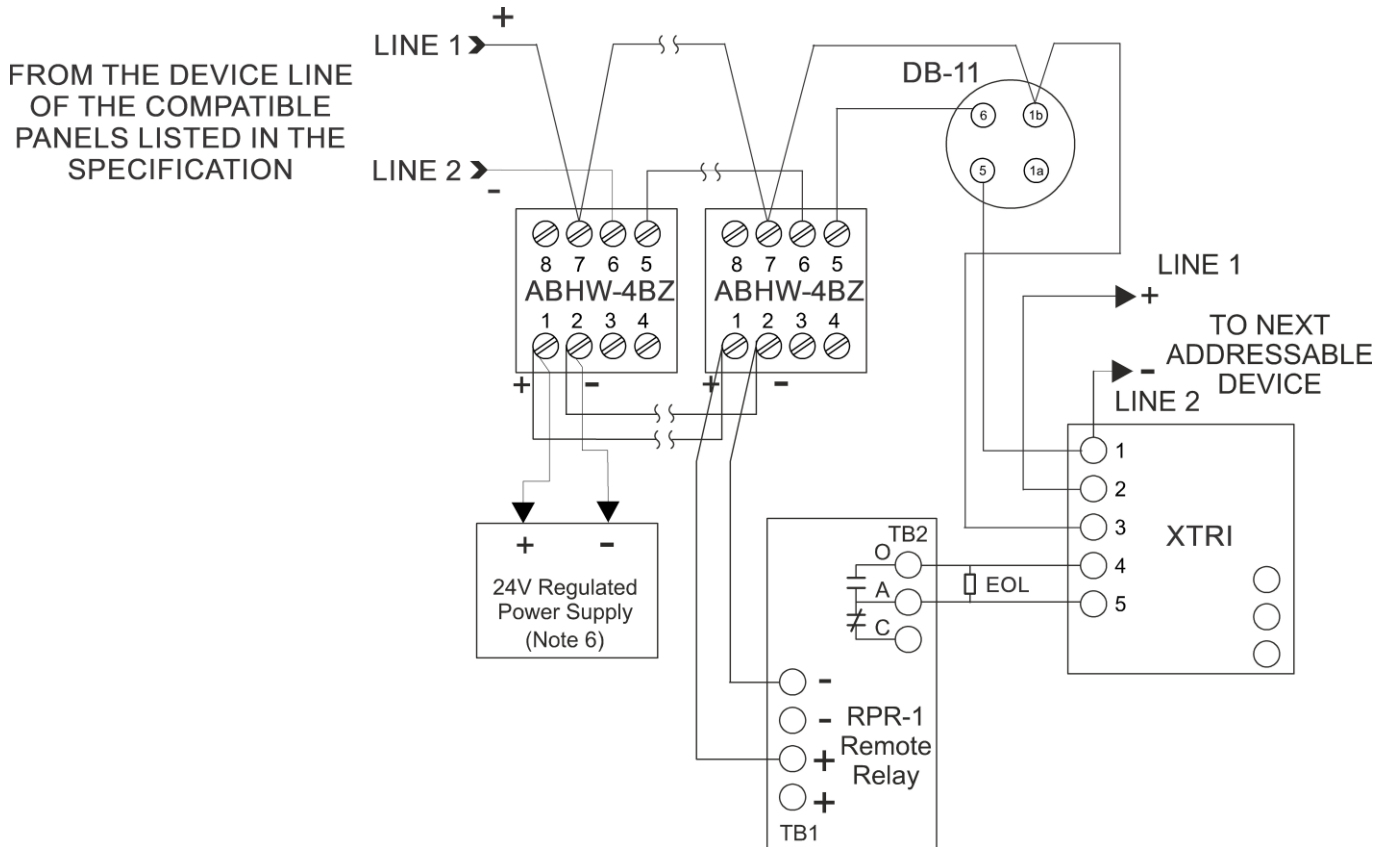 +
LINE 1
FROM THE DEVICE LINE
OF THE COMPATIBLE
PANELS LISTED IN THE
SPECIFICATION
LINE 2
-
DB-11
6 1b
5 1a
8 7 6 5
ABHW-4BZ
1 2 3 4
+ -
8 7 6 5
ABHW-4BZ
1 2 3 4
+ -
LINE 1
+
TO NEXT
ADDRESSABLE
DEVICE
-
LINE 2
1
2
3
4
5
XTRI
+ -
24V Regulated
Power Supply
(Note 6)
TB2
O
A
C
EOL
-
-
+
+
RPR-1
Remote
Relay
TB1